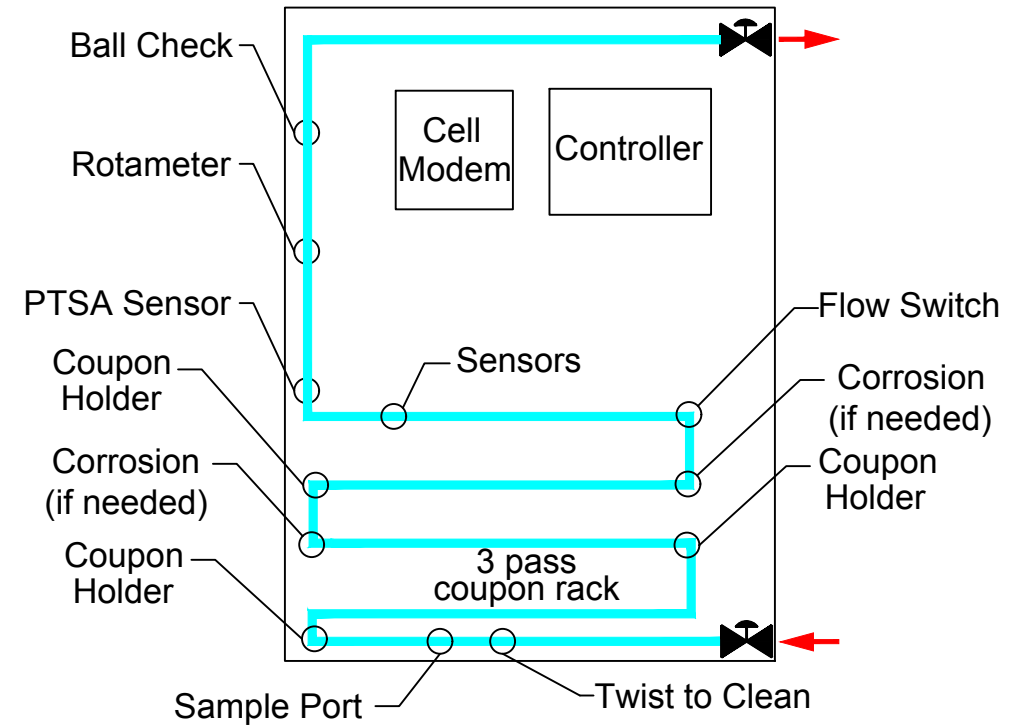 Ball Check
Cell
Modem
Controller
Rotameter
PTSA Sensor
Flow Switch
Coupon
Holder
Sensors
Corrosion
(if needed)
Corrosion
(if needed)
Coupon
Holder
Coupon
Holder
3 pass
coupon rack
Sample Port
Twist to Clean